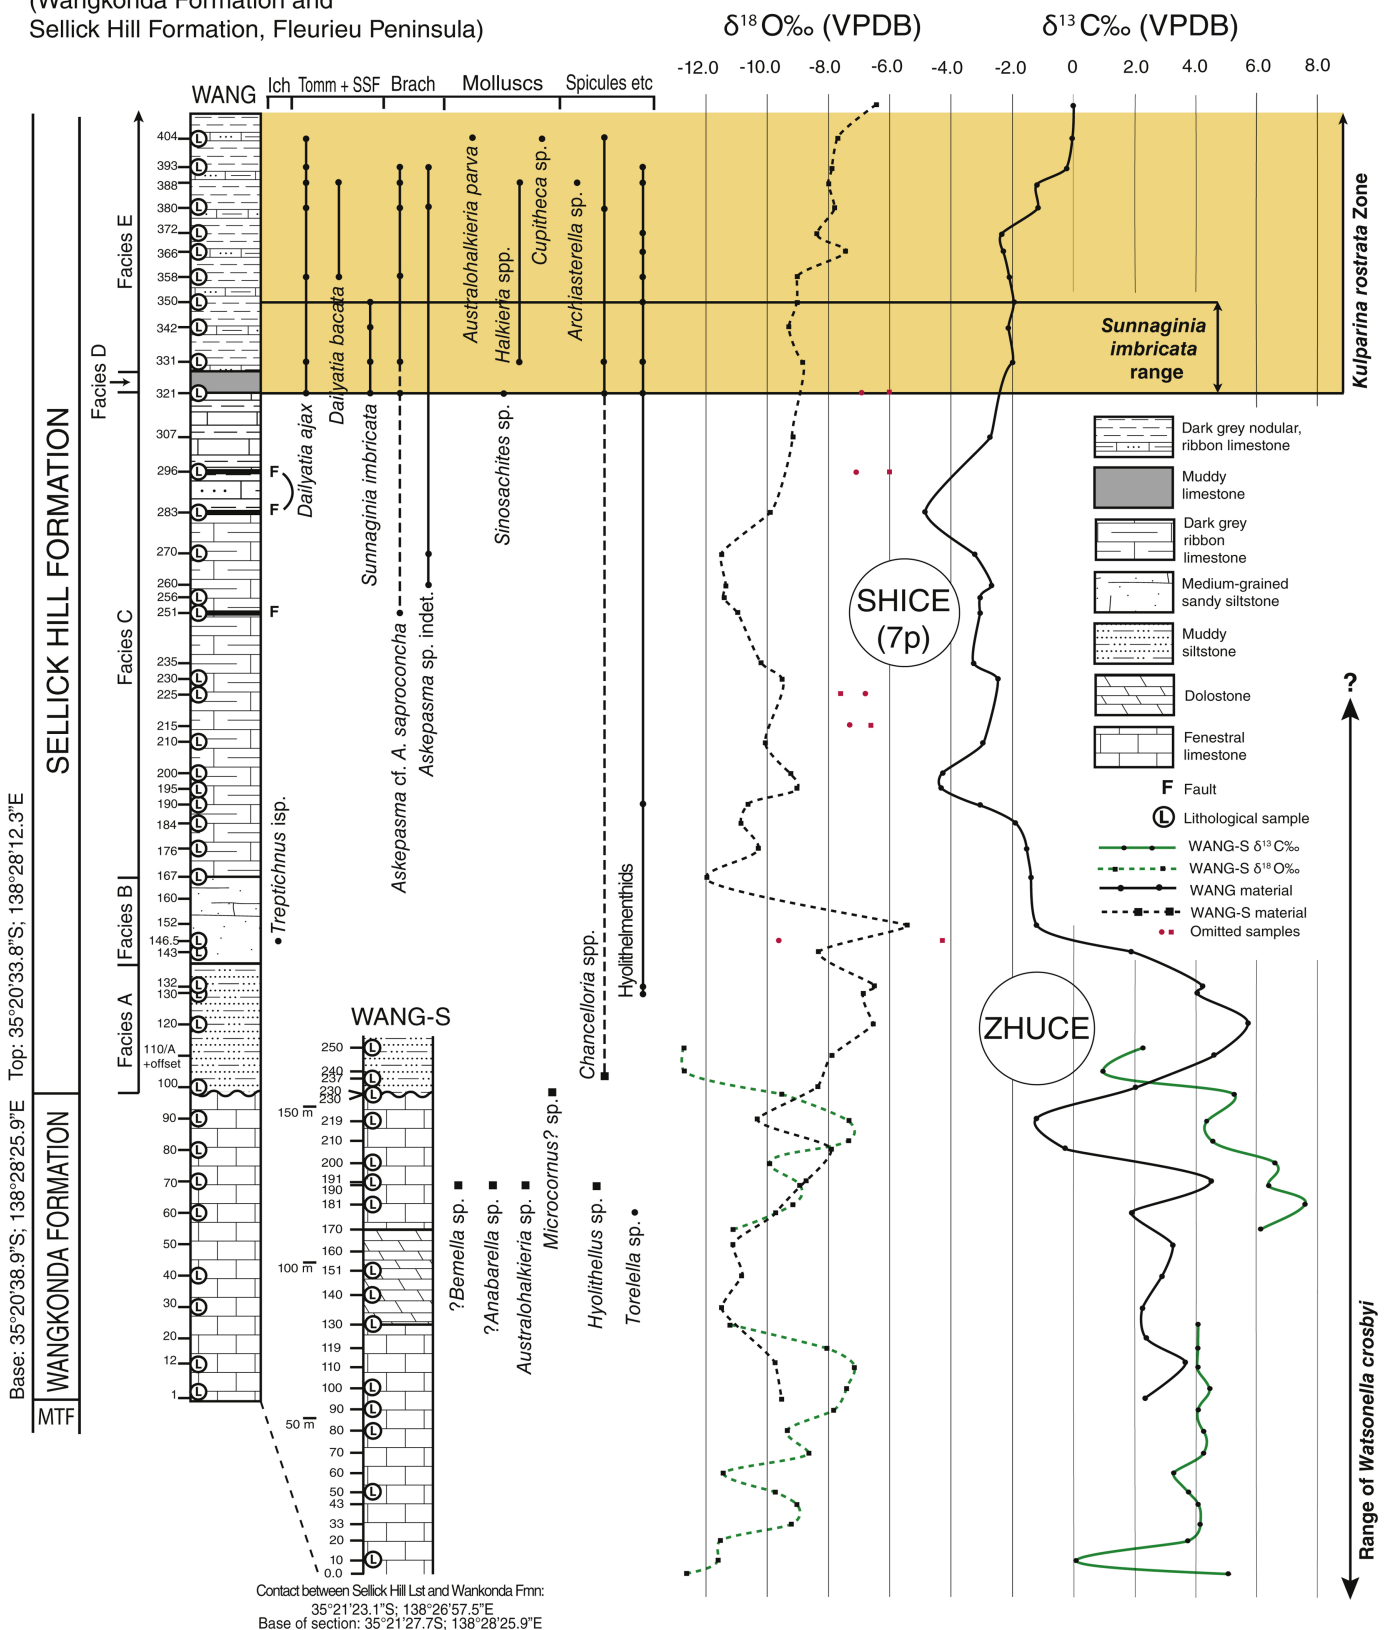 (Wangkonda Formation and
Sellick Hill Formation, Fleurieu Peninsula)
δ¹⁸O‰ (VPDB)
δ¹³C‰ (VPDB)
-12.0 -10.0 -8.0 -6.0 -4.0 -2.0 0 2.0 4.0 6.0 8.0
WANG
Ich
Tomm + SSF
Brach
Molluscs
Spicules etc
404
393
388
380
372
366
358
350
342
331
321
307
296
283
270
260
256
251
235
230
225
215
210
200
195
190
184
176
167
160
152
146.5
143
132
130
120
110/A
+offset
100
90
80
70
60
50
40
30
20
12
1
L
F
F
F
Facies E
Facies D
Facies C
Facies B
Facies A
SELLICK HILL FORMATION
WANGKONDA FORMATION
MTF
Top: 35°20'33.8"S; 138°28'12.3"E
Base: 35°20'38.9"S; 138°28'25.9"E
Treptichnus isp.
Dailyatia ajax
Dailyatia bacata
Sunnaginia imbricata
Askepasma cf. A. saproconcha
Askepasma sp. indet.
Australohalkieria parva
Halkieria spp.
Sinosachites sp.
Cupitheca sp.
Archiasterella sp.
Chancelloria spp.
Hyolithelmenthids
Sunnaginia
imbricata
range
Kulparina rostrata Zone
SHICE
(7p)
ZHUCE
Dark grey nodular,
ribbon limestone
Muddy
limestone
Dark grey
ribbon
limestone
Medium-grained
sandy siltstone
Muddy
siltstone
Dolostone
Fenestral
limestone
F Fault
L Lithological sample
WANG-S δ¹³C‰
WANG-S δ¹⁸O‰
WANG material
WANG-S material
Omitted samples
?
Range of Watsonella crosbyi
WANG-S
250
240
237
230
230
219
210
200
191
190
181
170
160
151
140
130
119
110
100
90
80
70
60
50
43
33
20
10
0.0
150 m
100 m
50 m
?Bemella sp.
?Anabarella sp.
Australohalkieria sp.
Microcornus? sp.
Hyolithellus sp.
Torelella sp.
Contact between Sellick Hill Lst and Wankonda Fmn:
35°21'23.1"S; 138°26'57.5"E
Base of section: 35°21'27.7S; 138°28'25.9"E